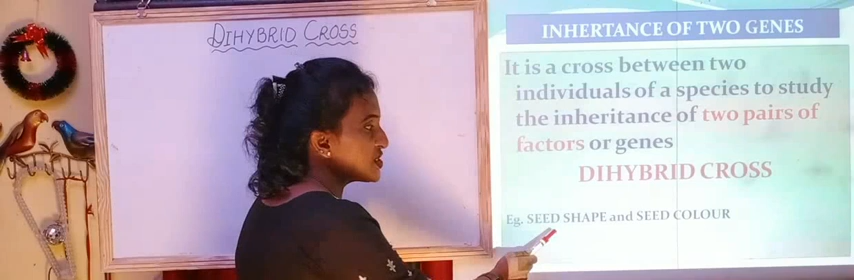 DIHYBRID CROSS
INHERTANCE OF TWO GENES
It is a cross between two
individuals of a species to study
the inheritance of two pairs of
factors or genes
DIHYBRID CROSS
Eg. SEED SHAPE and SEED COLOUR